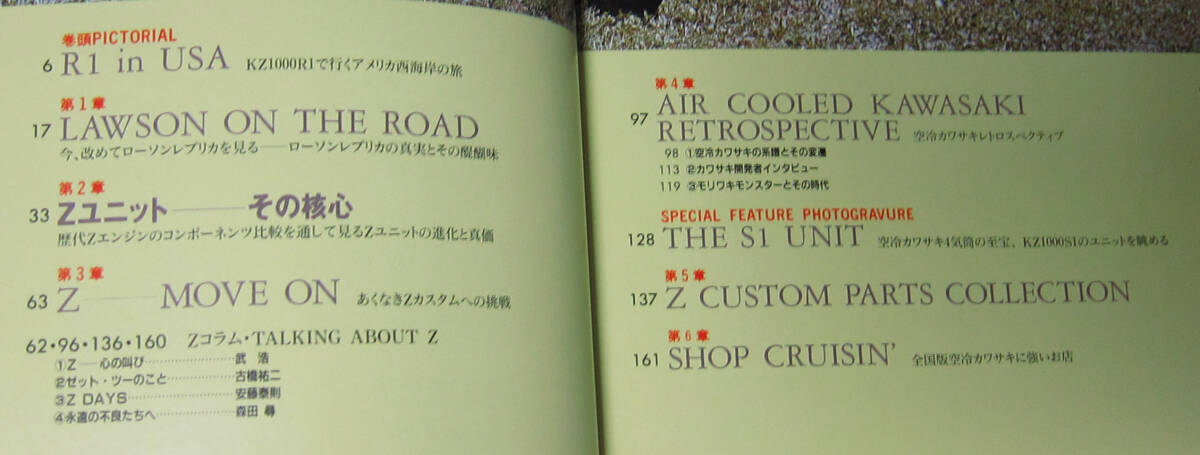 巻頭PICTORIAL
6 R1 in USA KZ1000R1で行くアメリカ西海岸の旅
第1章
17 LAWSON ON THE ROAD
今、改めてローソンレプリカを見る──ローソンレプリカの真実とその醍醐味
第2章
33 Zユニット──その核心
歴代Zエンジンのコンポーネンツ比較を通して見るZユニットの進化と真価
第3章
63 Z──MOVE ON あくなきZカスタムへの挑戦
62・96・136・160 Zコラム・TALKING ABOUT Z
①Z──心の叫び………………武 浩
②ゼット・ツーのこと…………古橋祐二
③Z DAYS………………安藤泰則
④永遠の不良たちへ…………森田 尋
第4章
97 AIR COOLED KAWASAKI
RETROSPECTIVE 空冷カワサキレトロスペクティブ
98 ①空冷カワサキの系譜とその変遷
113 ②カワサキ開発者インタビュー
119 ③モリワキモンスターとその時代
SPECIAL FEATURE PHOTOGRAVURE
128 THE S1 UNIT 空冷カワサキ4気筒の至宝、KZ1000S1のユニットを眺める
第5章
137 Z CUSTOM PARTS COLLECTION
第6章
161 SHOP CRUISIN' 全国版空冷カワサキに強いお店